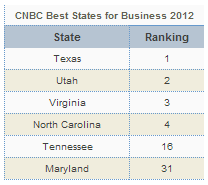 CNBC Best States for Business 2012
State Ranking
Texas 1
Utah 2
Virginia 3
North Carolina 4
Tennessee 16
Maryland 31